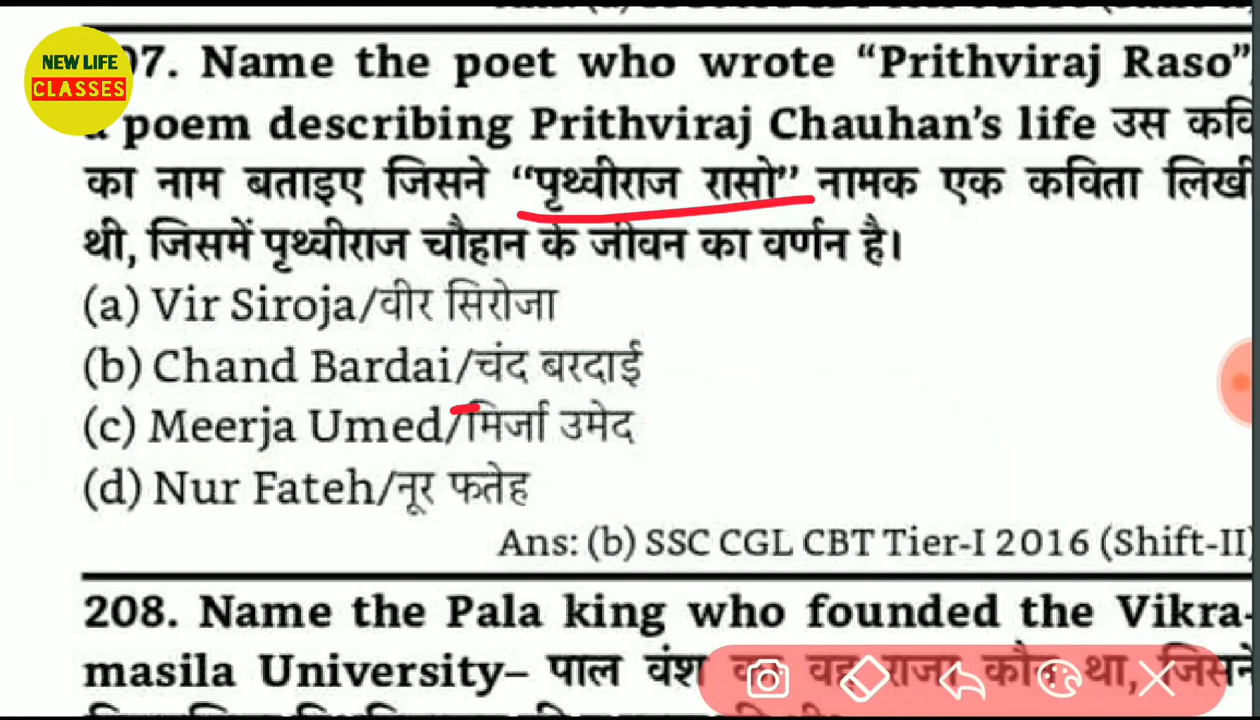 NEW LIFE
CLASSES
07. Name the poet who wrote “Prithviraj Raso”
a poem describing Prithviraj Chauhan’s life उस कवि
का नाम बताइए जिसने “पृथ्वीराज रासो” नामक एक कविता लिखी
थी, जिसमें पृथ्वीराज चौहान के जीवन का वर्णन है।
(a) Vir Siroja/वीर सिरोजा
(b) Chand Bardai/चंद बरदाई
(c) Meerja Umed/मिर्जा उमेद
(d) Nur Fateh/नूर फतेह
Ans: (b) SSC CGL CBT Tier-I 2016 (Shift-II)
208. Name the Pala king who founded the Vikra-
masila University– पाल वंश का वह राजा कौन था, जिसने